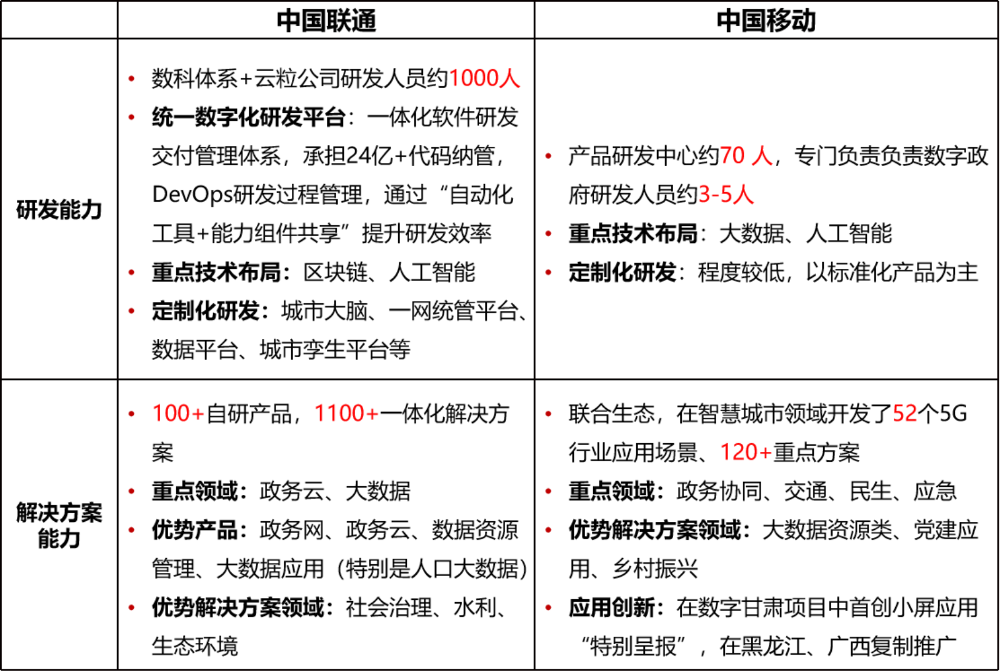 中国联通
中国移动
研发能力
• 数科体系+云粒公司研发人员约1000人
• 统一数字化研发平台：一体化软件研发
交付管理体系，承担24亿+代码纳管，
DevOps研发过程管理，通过“自动化
工具+能力组件共享”提升研发效率
• 重点技术布局：区块链、人工智能
• 定制化研发：城市大脑、一网统管平台、
数据平台、城市孪生平台等
• 产品研发中心约70 人，专门负责负责数字政
府研发人员约3-5人
• 重点技术布局：大数据、人工智能
• 定制化研发：程度较低，以标准化产品为主
解决方案
能力
• 100+自研产品，1100+一体化解决方
案
• 重点领域：政务云、大数据
• 优势产品：政务网、政务云、数据资源
管理、大数据应用（特别是人口大数据）
• 优势解决方案领域：社会治理、水利、
生态环境
• 联合生态，在智慧城市领域开发了52个5G
行业应用场景、120+重点方案
• 重点领域：政务协同、交通、民生、应急
• 优势解决方案领域：大数据资源类、党建应
用、乡村振兴
• 应用创新：在数字甘肃项目中首创小屏应用
“特别呈报”，在黑龙江、广西复制推广